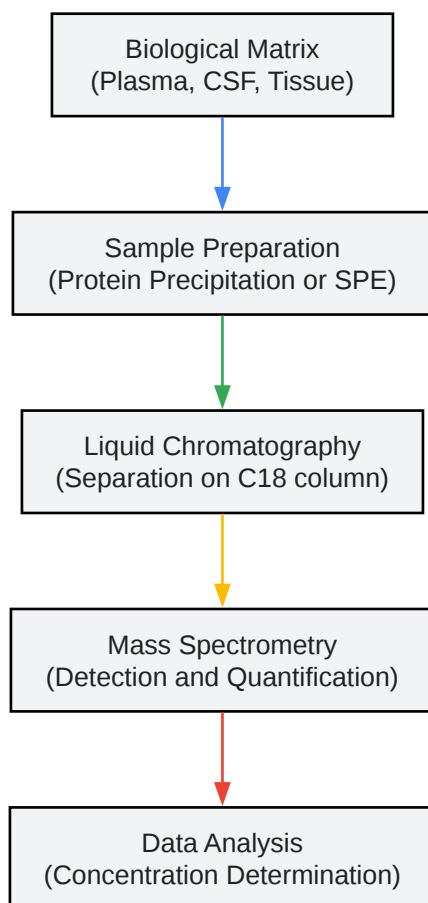 Biological Matrix
(Plasma, CSF, Tissue)
Sample Preparation
(Protein Precipitation or SPE)
Liquid Chromatography
(Separation on C18 column)
Mass Spectrometry
(Detection and Quantification)
Data Analysis
(Concentration Determination)